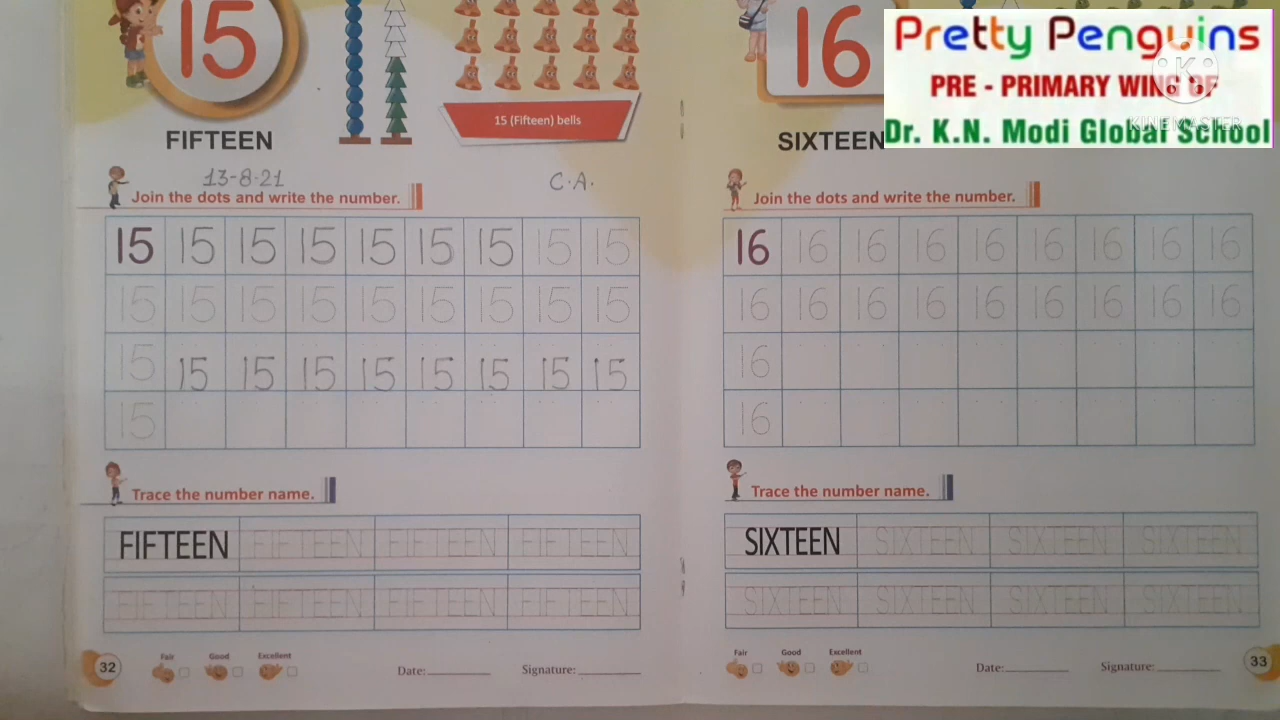 15
FIFTEEN
15 (Fifteen) bells
13-8-21
C.A.
Join the dots and write the number.
15 15 15 15 15 15 15 15 15
15 15 15 15 15 15 15 15 15
15 15 15 15 15 15 15 15 15
15
Trace the number name.
FIFTEEN FIFTEEN FIFTEEN FIFTEEN
FIFTEEN FIFTEEN FIFTEEN FIFTEEN
Fair Good Excellent
32
Date:
Signature:
16
SIXTEEN
Join the dots and write the number.
16 16 16 16 16 16 16 16 16
16 16 16 16 16 16 16 16 16
16
16
Trace the number name.
SIXTEEN SIXTEEN SIXTEEN SIXTEEN
SIXTEEN SIXTEEN SIXTEEN SIXTEEN
Fair Good Excellent
Date:
Signature:
33
Pretty Penguins
PRE - PRIMARY WING OF
Dr. K.N. Modi Global School
K
KINEMASTER